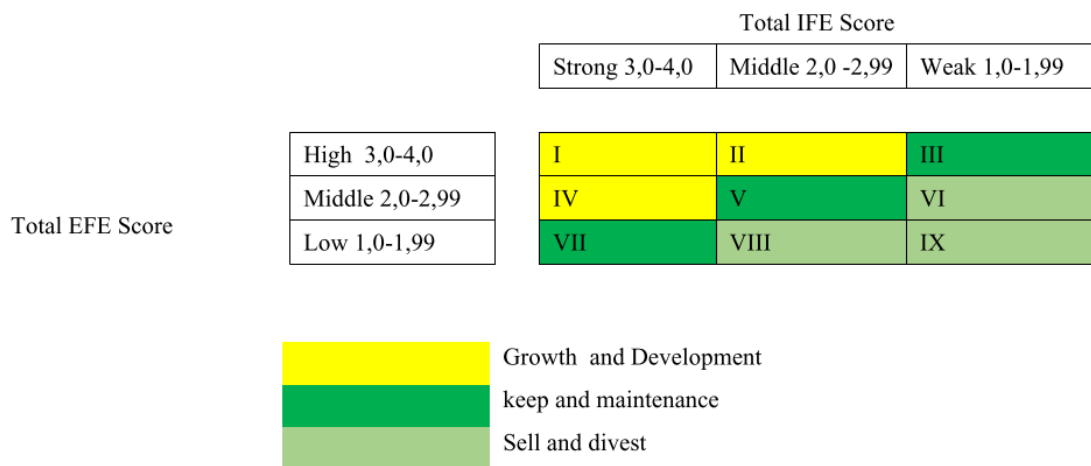 Total IFE Score
Strong 3,0-4,0 Middle 2,0 -2,99 Weak 1,0-1,99
High 3,0-4,0 I II III
Middle 2,0-2,99 IV V VI
Total EFE Score
Low 1,0-1,99 VII VIII IX
Growth and Development
keep and maintenance
Sell and divest